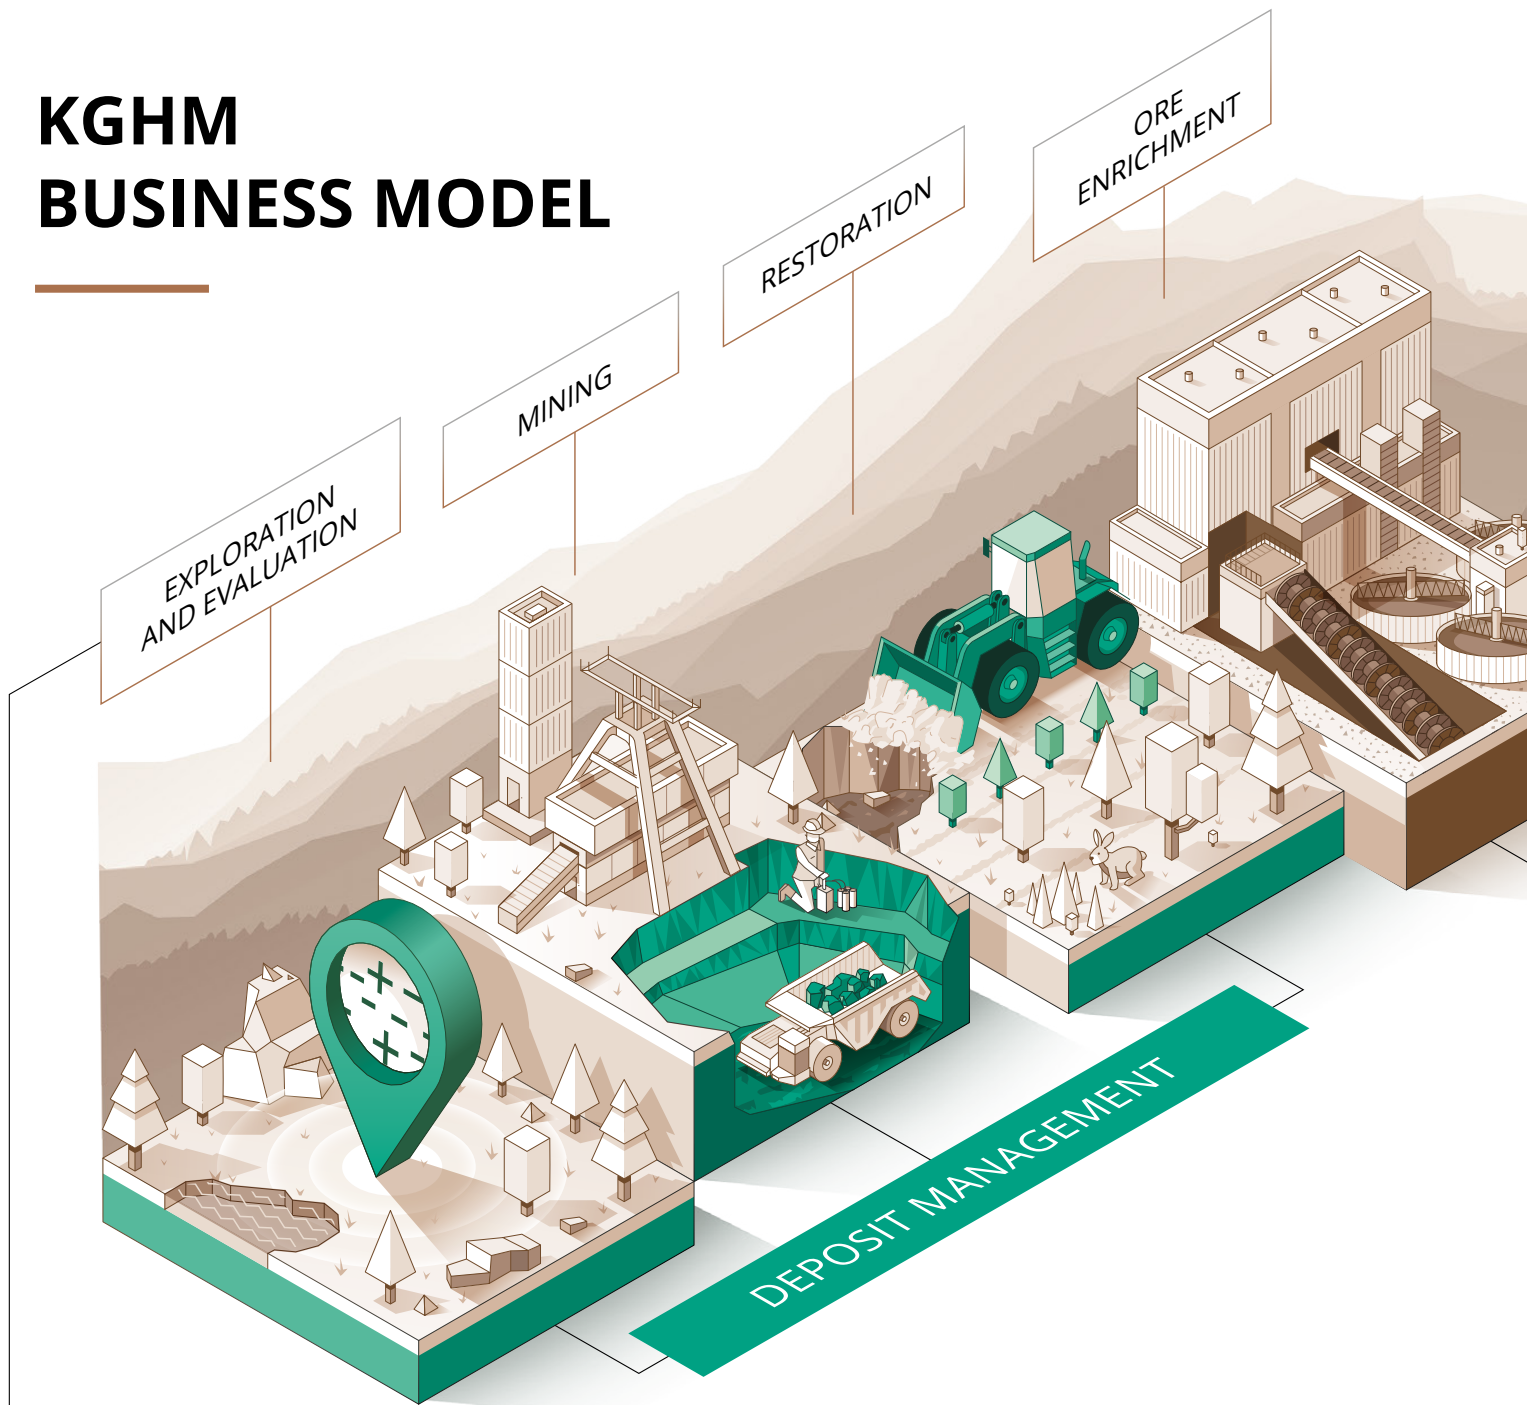 KGHM
BUSINESS MODEL
EXPLORATION
AND EVALUATION
MINING
RESTORATION
ORE
ENRICHMENT
DEPOSIT MANAGEMENT